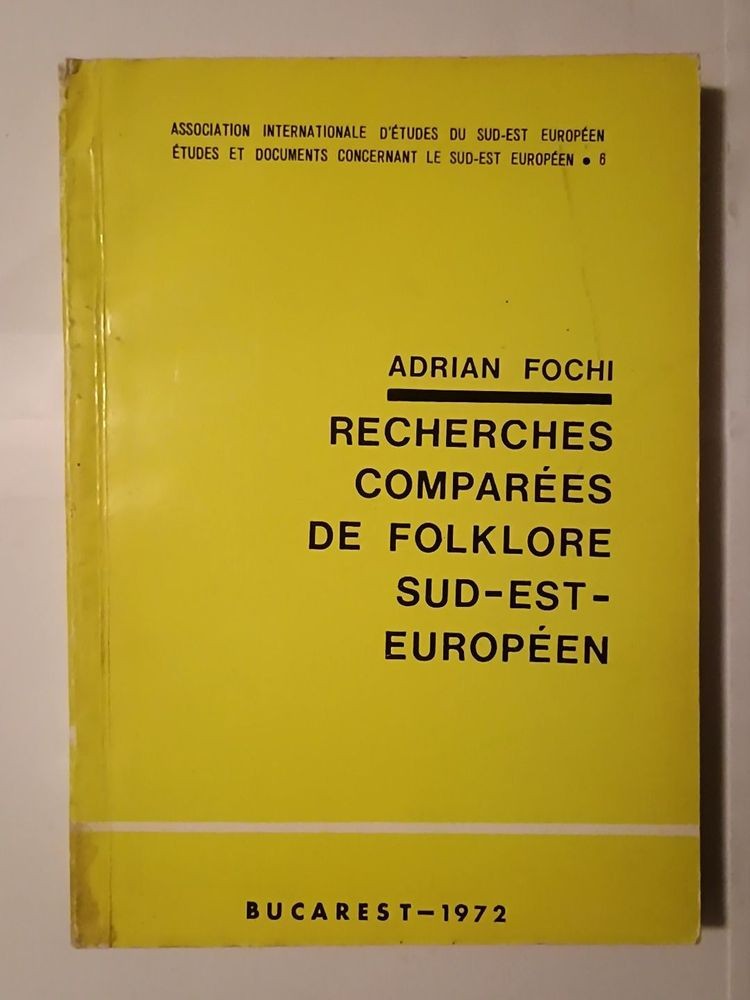 ASSOCIATION INTERNATIONALE D'ÉTUDES DU SUD-EST EUROPÉEN
ÉTUDES ET DOCUMENTS CONCERNANT LE SUD-EST EUROPÉEN • 6
ADRIAN FOCHI
RECHERCHES
COMPARÉES
DE FOLKLORE
SUD-EST-
EUROPÉEN
BUCAREST—1972